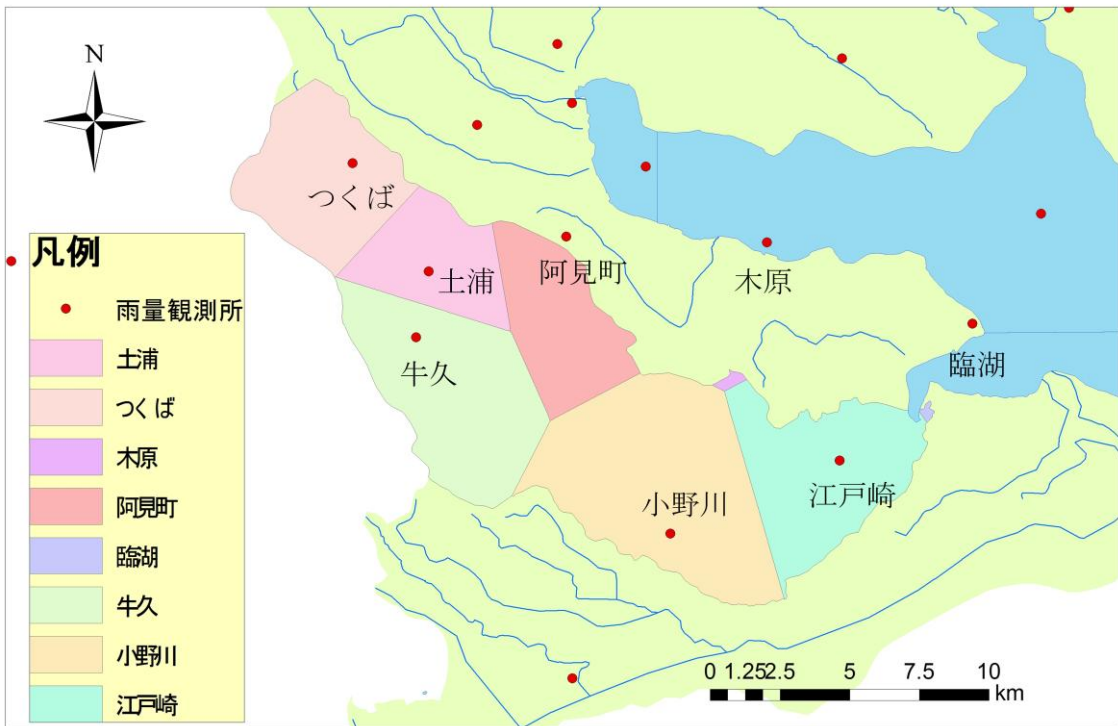 N
つくば
土浦
阿見町
木原
牛久
臨湖
小野川
江戸崎
凡例
雨量観測所
土浦
つくば
木原
阿見町
臨湖
牛久
小野川
江戸崎
0 1.25 2.5 5 7.5 10
km